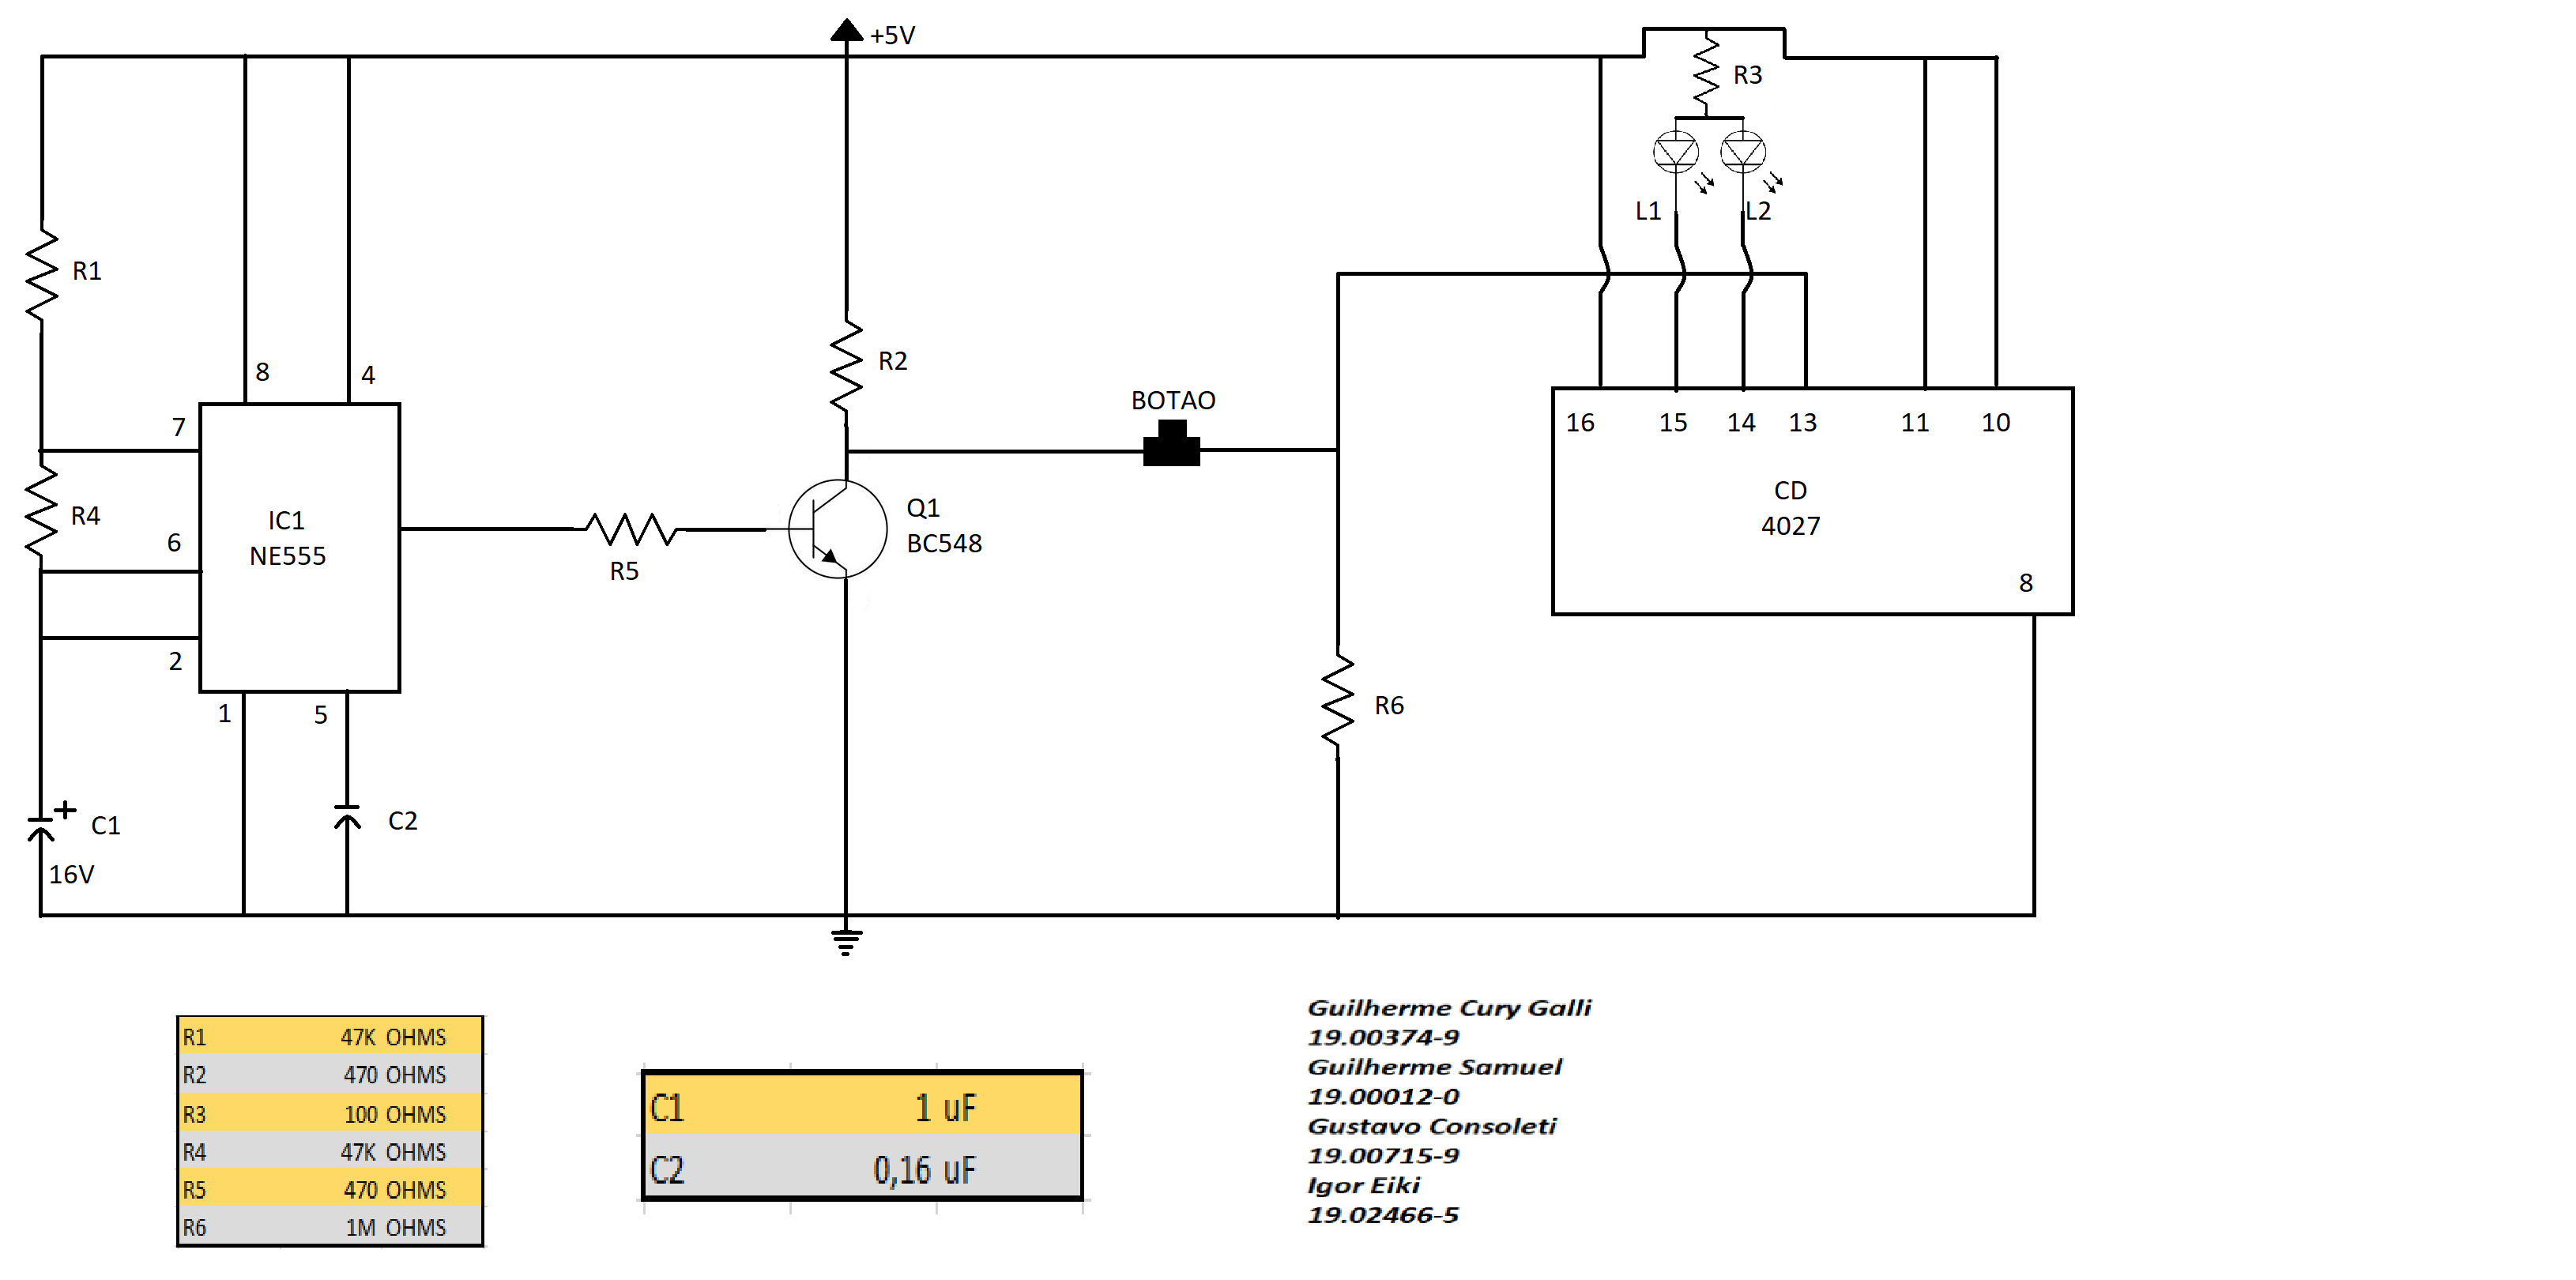 +5V
R3
L1
L2
R1
R2
8
4
BOTAO
7
16
15
14
13
11
10
R4
6
IC1
NE555
Q1
BC548
CD
4027
R5
8
2
R6
1
5
+
C1
C2
16V
R1 47K OHMS
R2 470 OHMS
R3 100 OHMS
R4 47K OHMS
R5 470 OHMS
R6 1M OHMS
C1 1 uF
C2 0,16 uF
Guilherme Cury Galli
19.00374-9
Guilherme Samuel
19.00012-0
Gustavo Consoleti
19.00715-9
Igor Eiki
19.02466-5